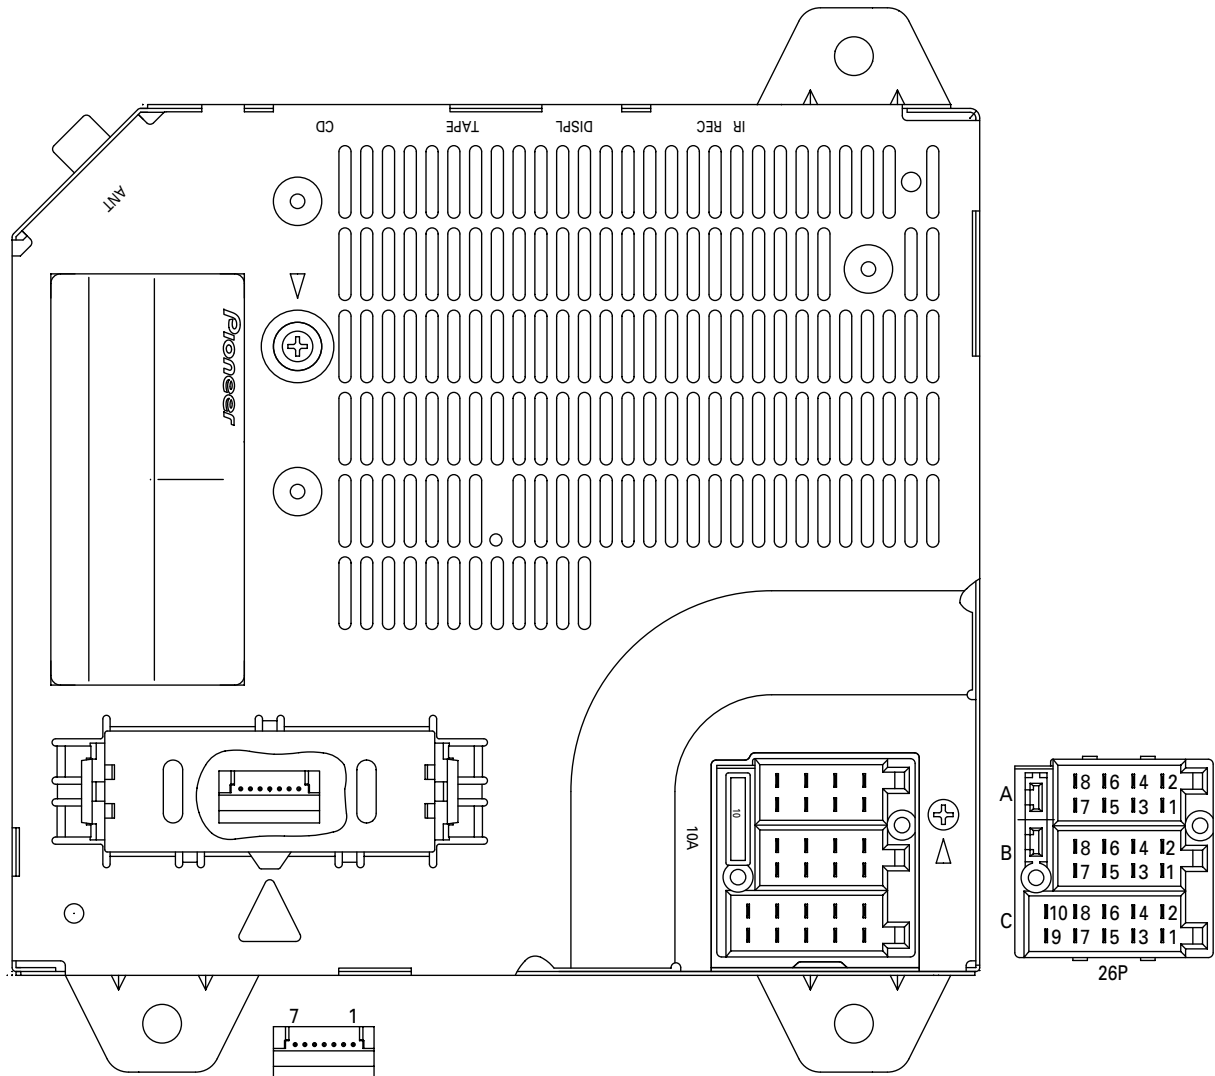 CD TAPE DISPL REC IR
ANT
Pioneer
10
10A
A 8 6 4 2
7 5 3 1
B 8 6 4 2
7 5 3 1
C 10 8 6 4 2
9 7 5 3 1
26P
7 1